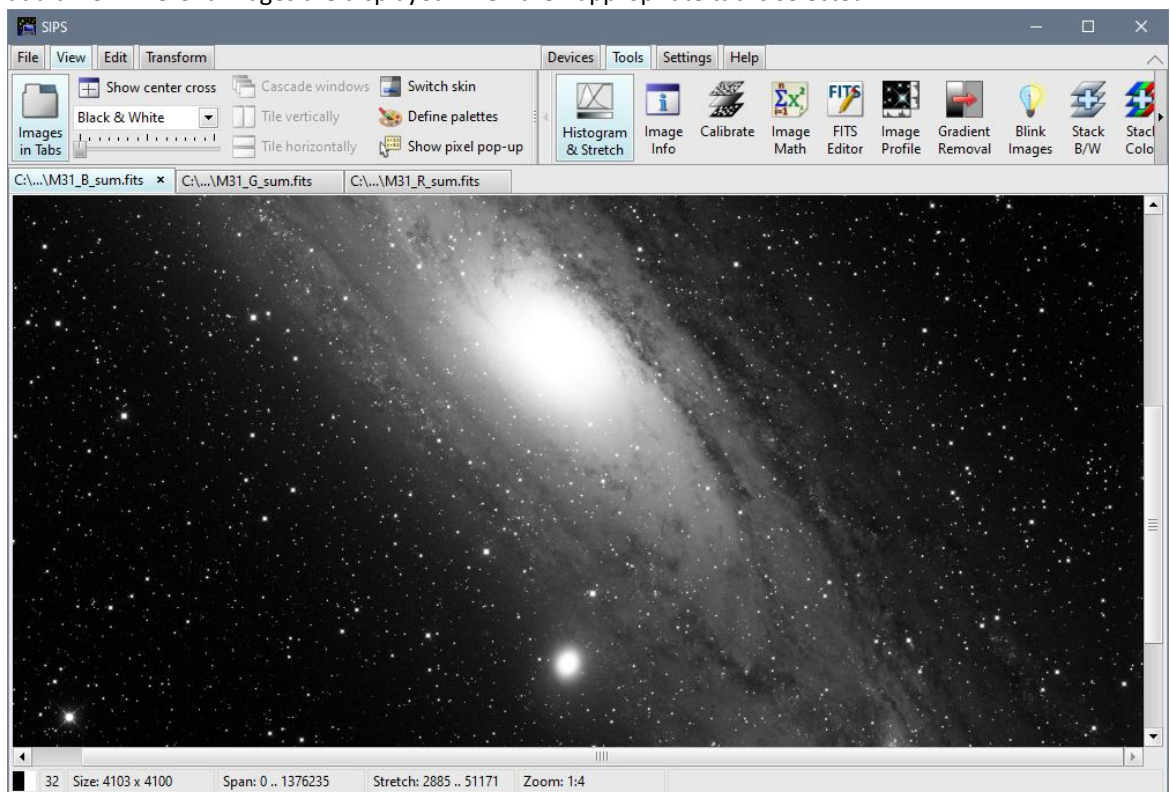 SIPS
File View Edit Transform Devices Tools Settings Help
Show center cross Cascade windows Switch skin
Black & White Tile vertically Define palettes
Images in Tabs Tile horizontally Show pixel pop-up
Histogram & Stretch
Image Info
Calibrate
Image Math
FITS Editor
Image Profile
Gradient Removal
Blink Images
Stack B/W
Stacl Colo
C:\...\M31_B_sum.fits × C:\...\M31_G_sum.fits C:\...\M31_R_sum.fits
32 Size: 4103 x 4100 Span: 0 .. 1376235 Stretch: 2885 .. 51171 Zoom: 1:4